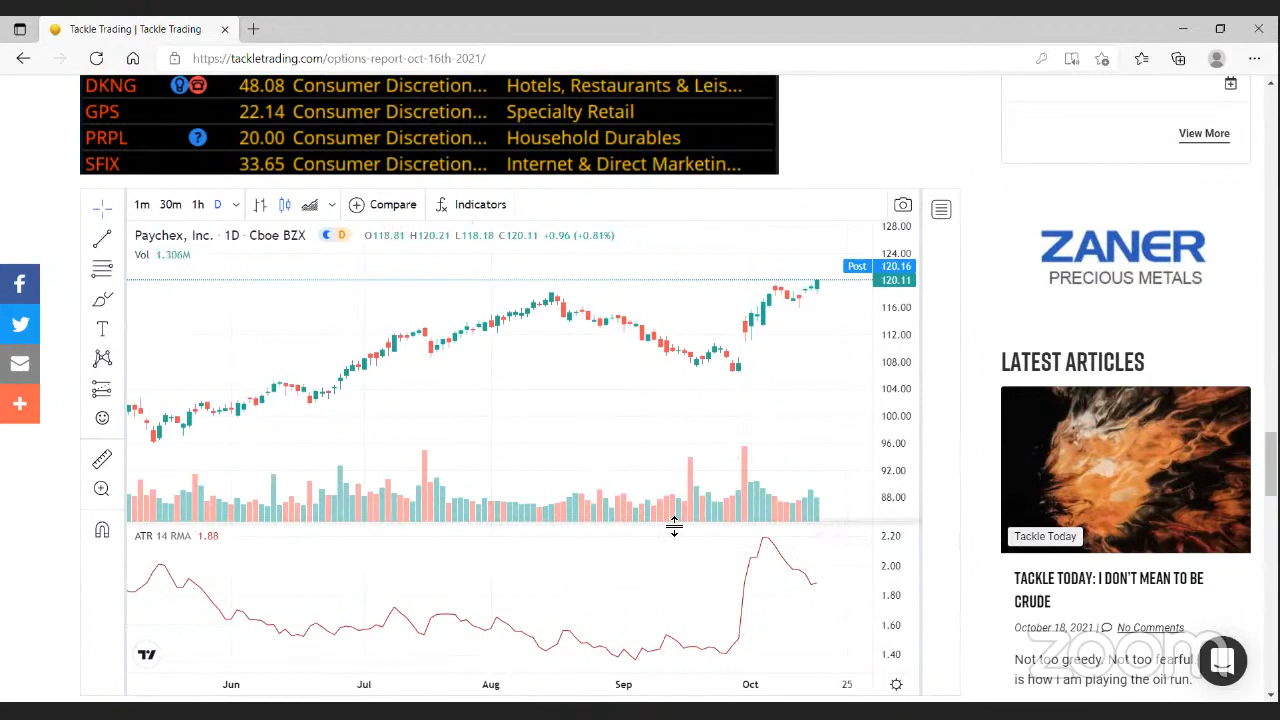 Tackle Trading | Tackle Trading
https://tackletrading.com/options-report-oct-16th-2021/
DKNG 48.08 Consumer Discretion... Hotels, Restaurants & Leis...
GPS 22.14 Consumer Discretion... Specialty Retail
PRPL ? 20.00 Consumer Discretion... Household Durables
SFIX 33.65 Consumer Discretion... Internet & Direct Marketin...
View More
1m 30m 1h D Compare Indicators
Paychex, Inc. · 1D · Cboe BZX D O118.81 H120.21 L118.18 C120.11 +0.96 (+0.81%)
Vol 1.306M
128.00
124.00
Post 120.16
120.11
116.00
112.00
108.00
104.00
100.00
96.00
92.00
88.00
ATR 14 RMA 1.88
2.20
2.00
1.80
1.60
1.40
Jun Jul Aug Sep Oct 25
ZANER
PRECIOUS METALS
LATEST ARTICLES
Tackle Today
TACKLE TODAY: I DON'T MEAN TO BE
CRUDE
October 18, 2021 | No Comments
Not too greedy. Not too fearful.
is how I am playing the oil run.
zoom